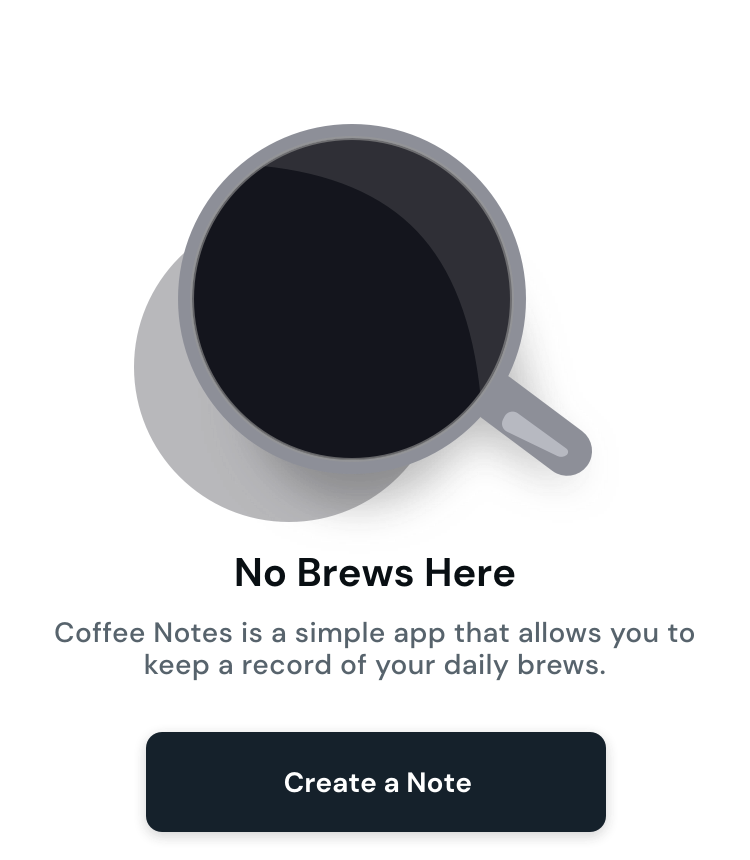 No Brews Here
Coffee Notes is a simple app that allows you to
keep a record of your daily brews.
Create a Note